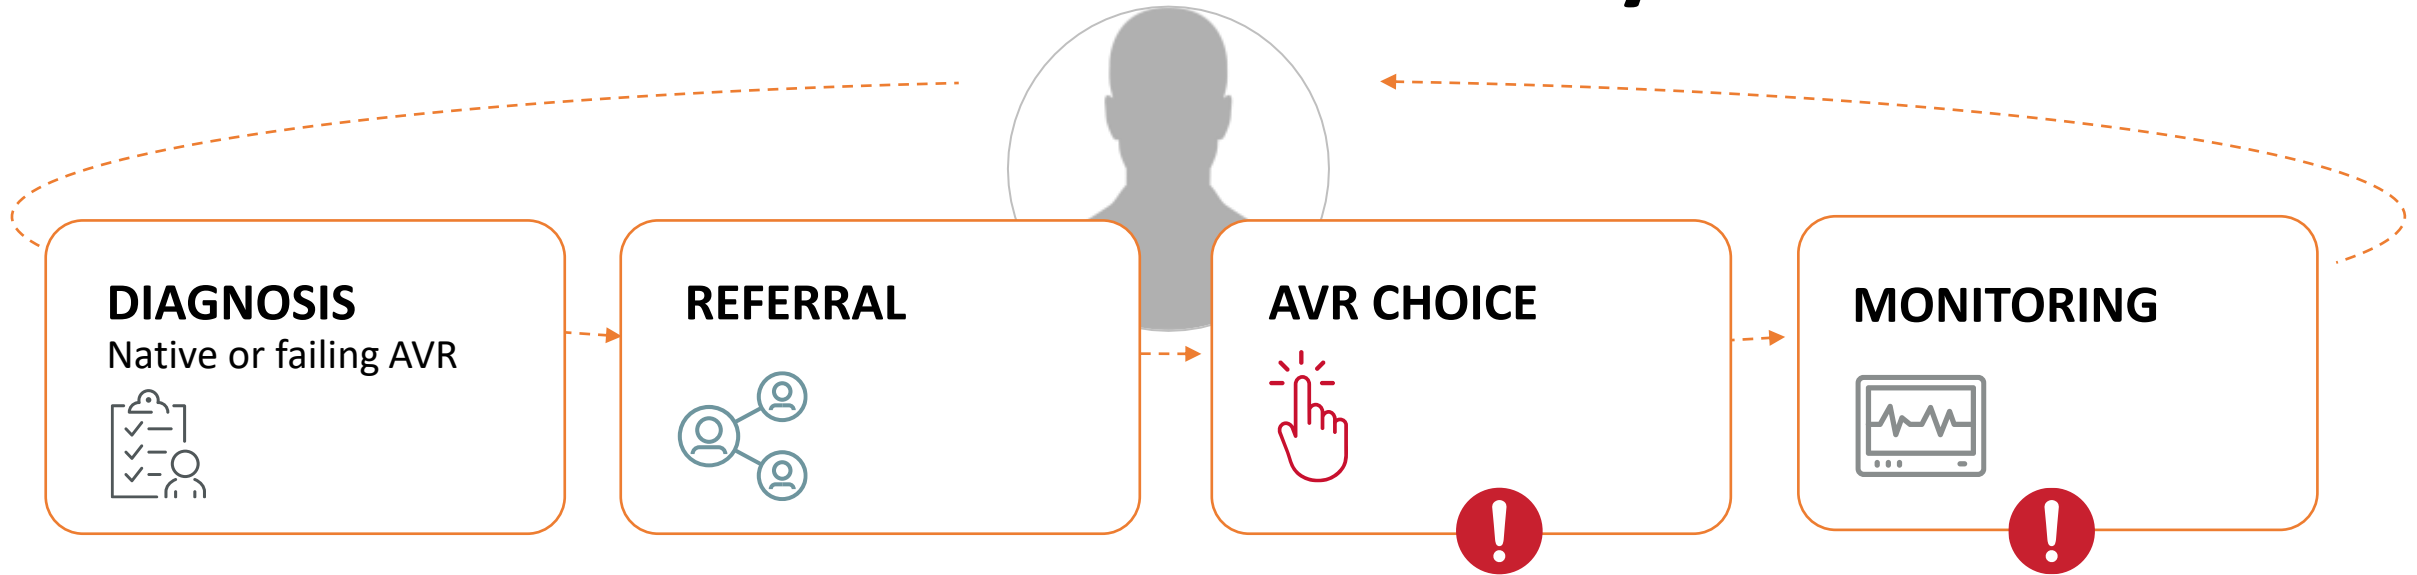 DIAGNOSIS
Native or failing AVR
REFERRAL
AVR CHOICE
MONITORING